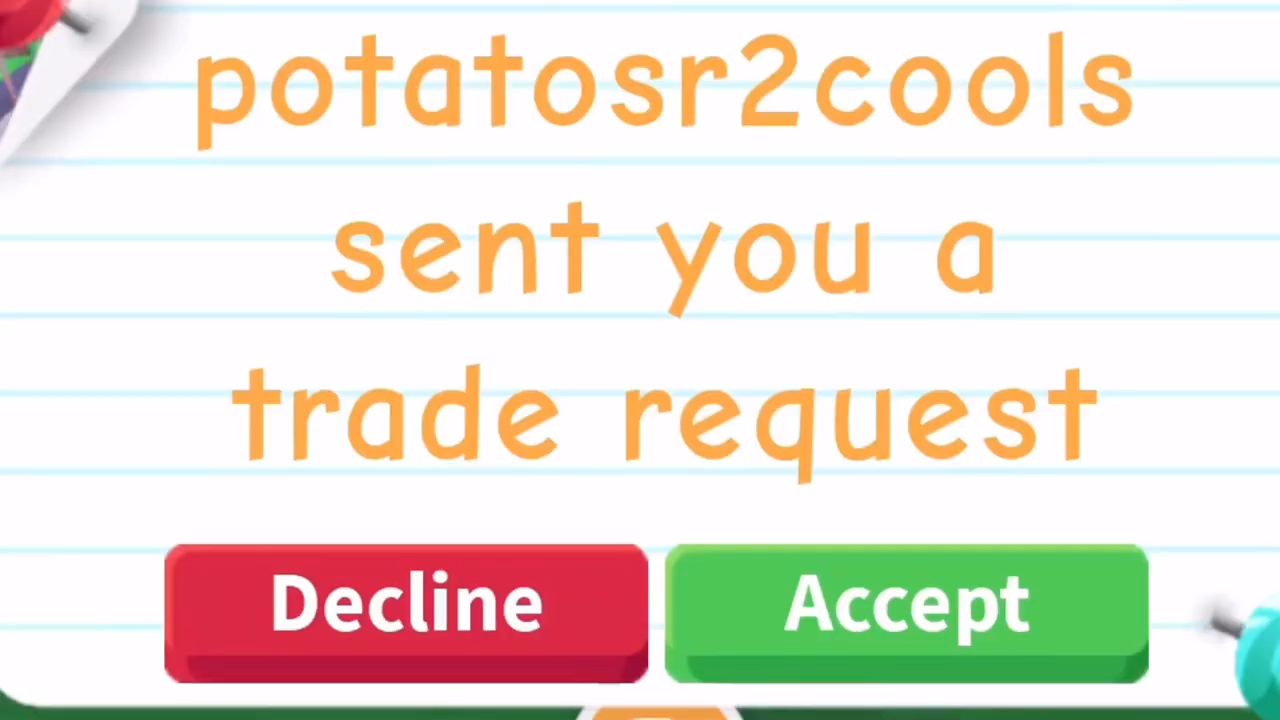 potatosr2cools
sent you a
trade request
Decline Accept